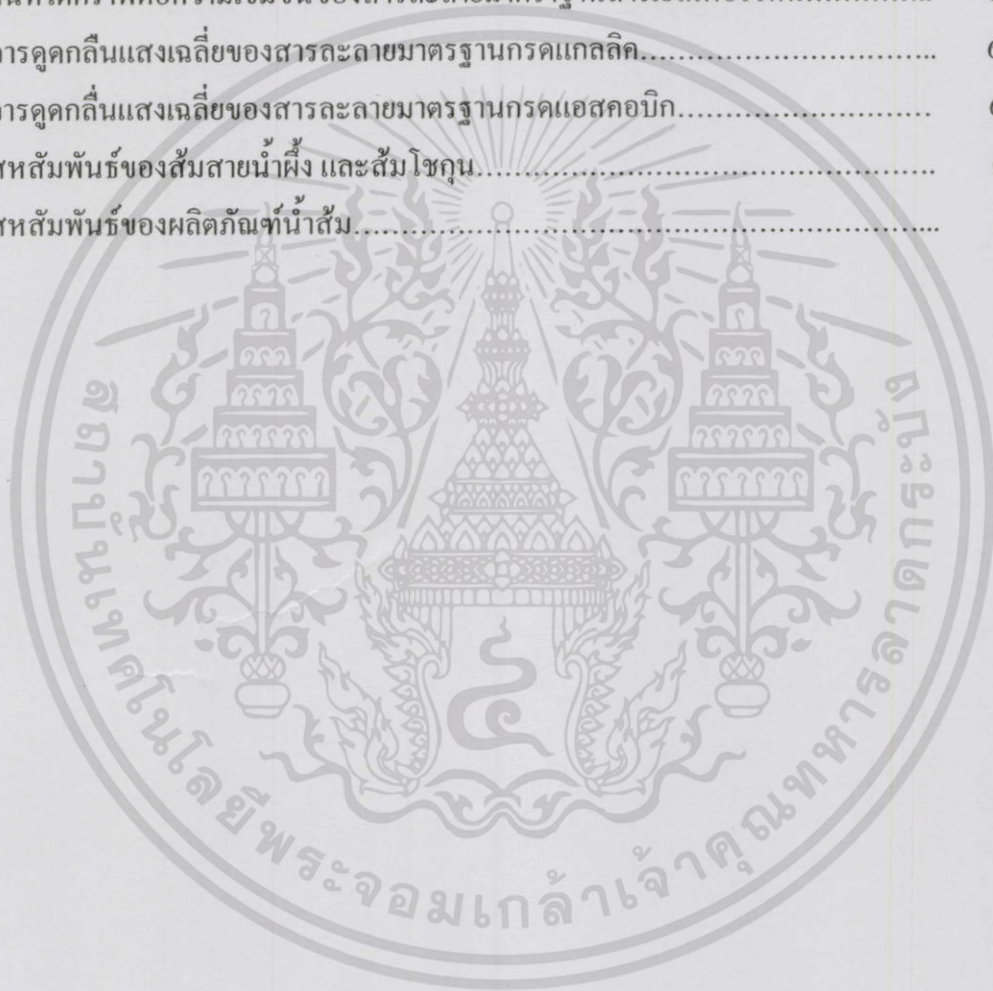 ารดูดกลืนแสงเฉลี่ยของสารละลายมาตรฐานกรดแกลลิค................................
ารดูดกลื่นแสงเฉลี่ยของสารละลายมาตรฐานกรดแอสคอบิก............................
สหสัมพันธ์ของส้มสายน้ำผึ้ง และส้มโชกุน..................................................
สหสัมพันธ์ของผลิตภัณฑ์น้ำส้ม................................................................
สถาบันเทคโนโลยีพระจอมเกล้าเจ้าคุณทหารลาดกระบัง